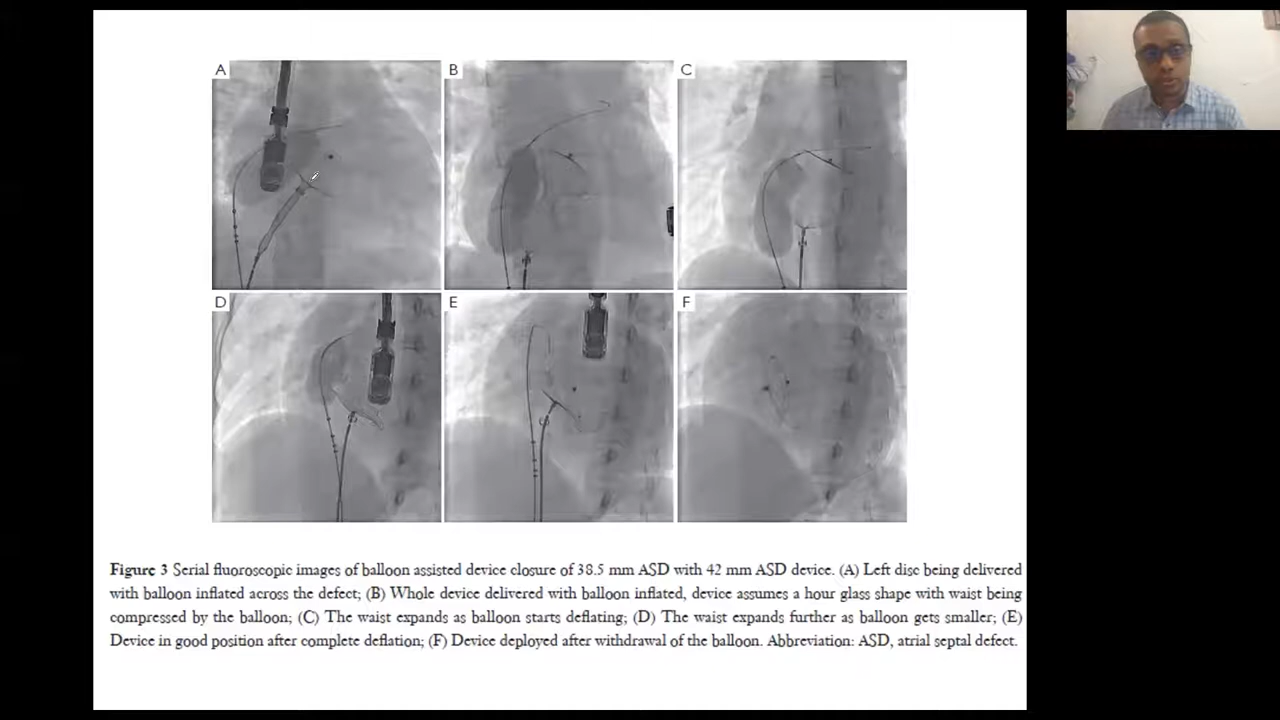 A
B
C
D
E
F
Figure 3 Serial fluoroscopic images of balloon assisted device closure of 38.5 mm ASD with 42 mm ASD device. (A) Left disc being delivered
with balloon inflated across the defect; (B) Whole device delivered with balloon inflated, device assumes a hour glass shape with waist being
compressed by the balloon; (C) The waist expands as balloon starts deflating; (D) The waist expands further as balloon gets smaller; (E)
Device in good position after complete deflation; (F) Device deployed after withdrawal of the balloon. Abbreviation: ASD, atrial septal defect.